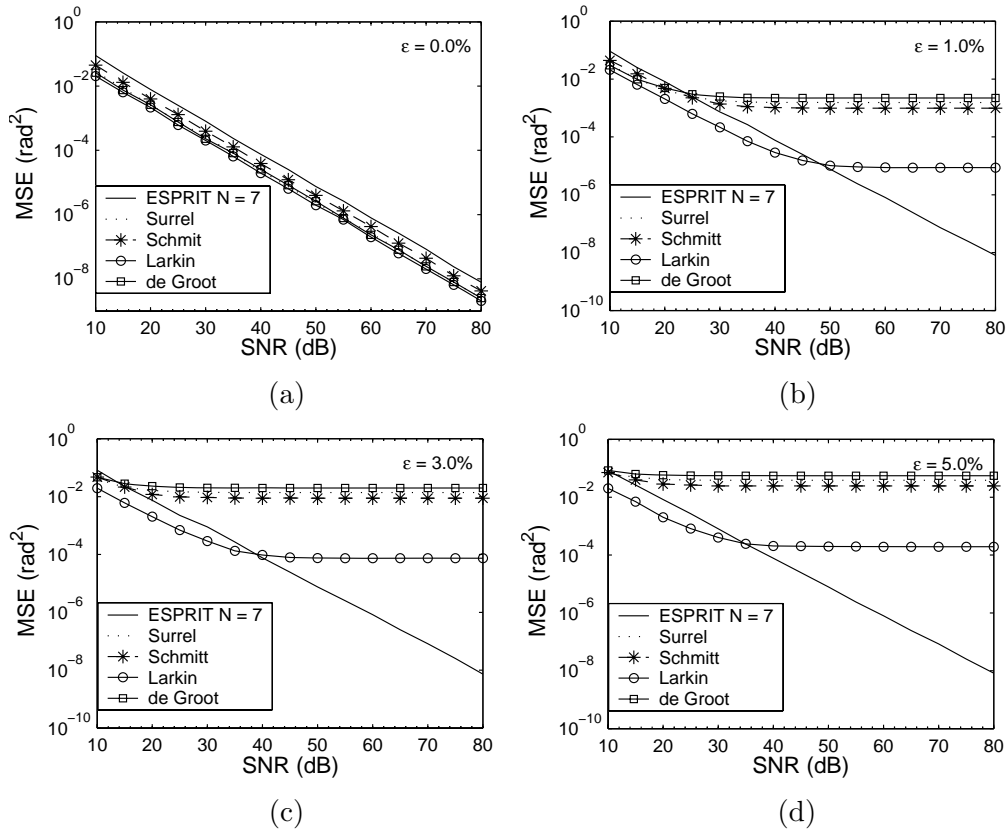 10^0
10^-2
10^-4
10^-6
10^-8
MSE (rad^2)
ε = 0.0%
ESPRIT N = 7
Surrel
Schmit
Larkin
de Groot
10 20 30 40 50 60 70 80
SNR (dB)
(a)
10^0
10^-2
10^-4
10^-6
10^-8
10^-10
MSE (rad^2)
ε = 1.0%
ESPRIT N = 7
Surrel
Schmitt
Larkin
de Groot
10 20 30 40 50 60 70 80
SNR (dB)
(b)
10^0
10^-2
10^-4
10^-6
10^-8
10^-10
MSE (rad^2)
ε = 3.0%
ESPRIT N = 7
Surrel
Schmitt
Larkin
de Groot
10 20 30 40 50 60 70 80
SNR (dB)
(c)
10^0
10^-2
10^-4
10^-6
10^-8
10^-10
MSE (rad^2)
ε = 5.0%
ESPRIT N = 7
Surrel
Schmitt
Larkin
de Groot
10 20 30 40 50 60 70 80
SNR (dB)
(d)